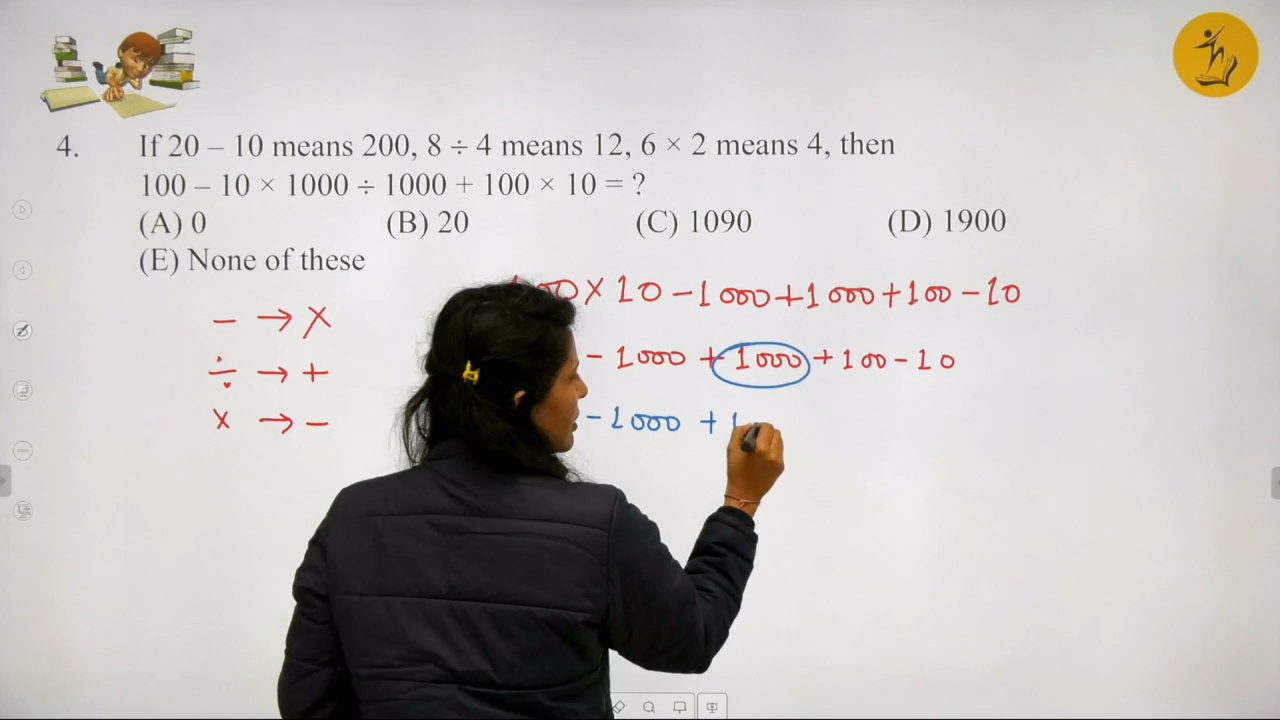 4. If 20 – 10 means 200, 8 ÷ 4 means 12, 6 × 2 means 4, then
100 – 10 × 1000 ÷ 1000 + 100 × 10 = ?
(A) 0 (B) 20 (C) 1090 (D) 1900
(E) None of these
× 10 – 1000 + 1000 + 100 – 10
– → ×
– 1000 + 1000 + 100 – 10
÷ → +
× → –
– 1000 +